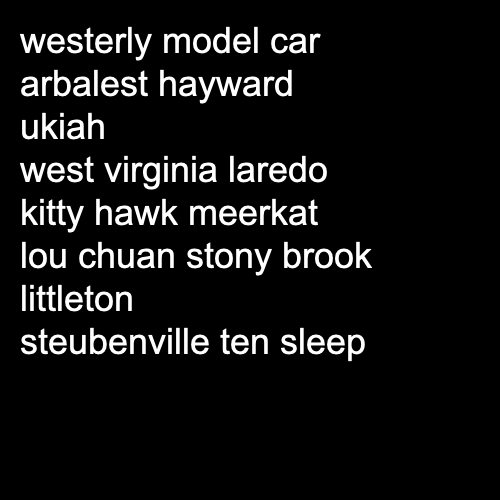 westerly model car
arbalest hayward
ukiah
west virginia laredo
kitty hawk meerkat
lou chuan stony brook
littleton
steubenville ten sleep